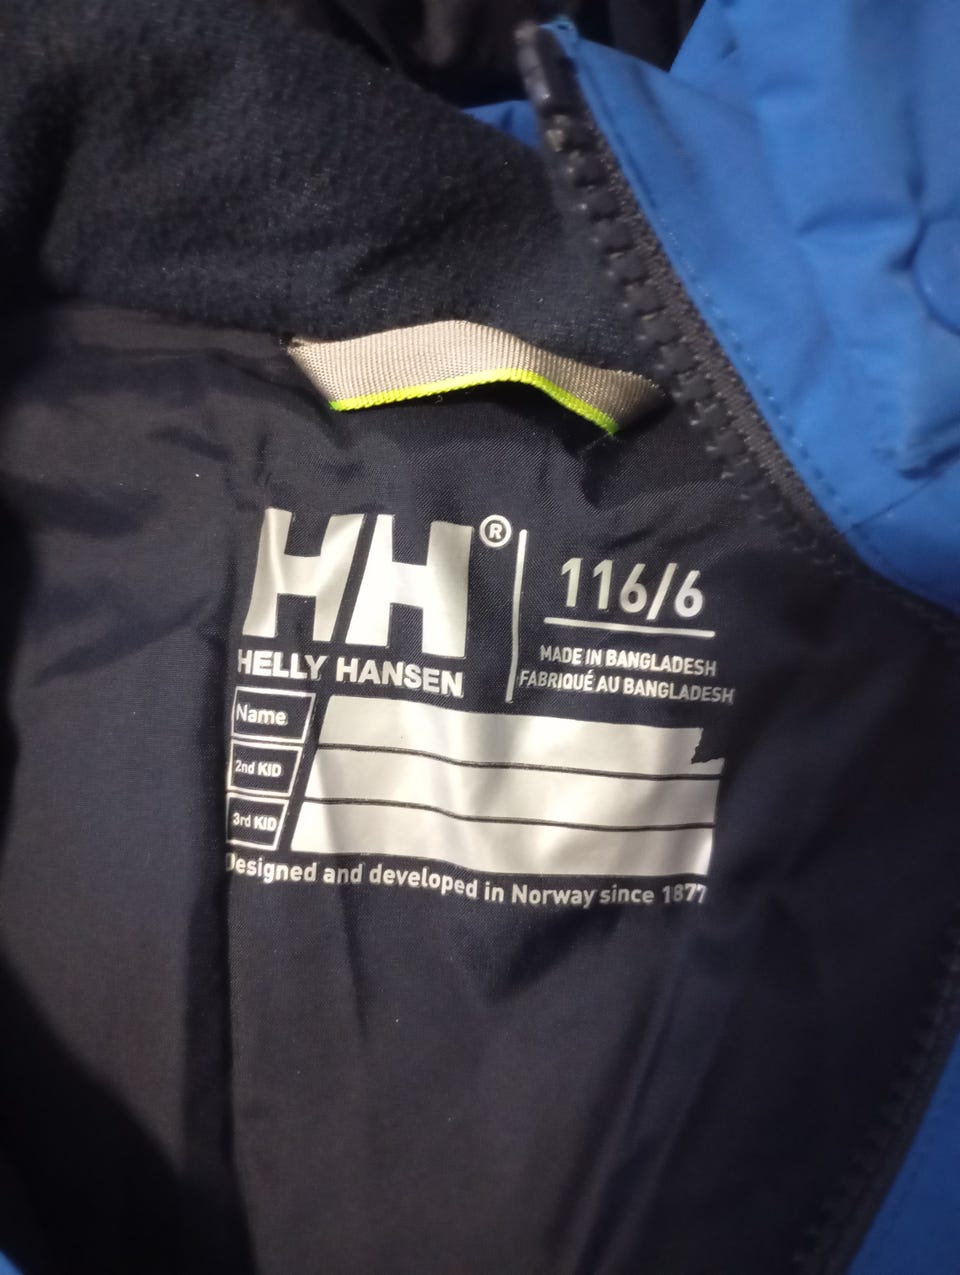 HH®
HELLY HANSEN
116/6
MADE IN BANGLADESH
FABRIQUÉ AU BANGLADESH
Name
2nd KID
3rd KID
Designed and developed in Norway since 1877